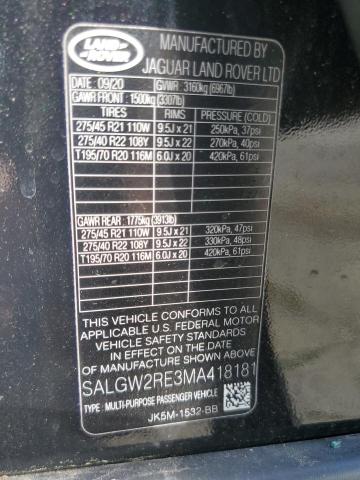 LAND ROVER
MANUFACTURED BY
JAGUAR LAND ROVER LTD
DATE: 09/20 GVWR: 3160kg (6967lb)
GAWR FRONT: 1500kg (3307lb)
TIRES RIMS PRESSURE (COLD)
275/45 R21 110W 9.5J x 21 250kPa, 37psi
275/40 R22 108Y 9.5J x 22 270kPa, 40psi
T195/70 R20 116M 6.0J x 20 420kPa, 61psi
GAWR REAR: 1775kg (3913lb)
275/45 R21 110W 9.5J x 21 320kPa, 47psi
275/40 R22 108Y 9.5J x 22 330kPa, 48psi
T195/70 R20 116M 6.0J x 20 420kPa, 61psi
THIS VEHICLE CONFORMS TO ALL
APPLICABLE U.S. FEDERAL MOTOR
VEHICLE SAFETY STANDARDS
IN EFFECT ON THE DATE OF
MANUFACTURE SHOWN ABOVE.
SALGW2RE3MA418181
TYPE: MULTI-PURPOSE PASSENGER VEHICLE
JK5M-1532-BB